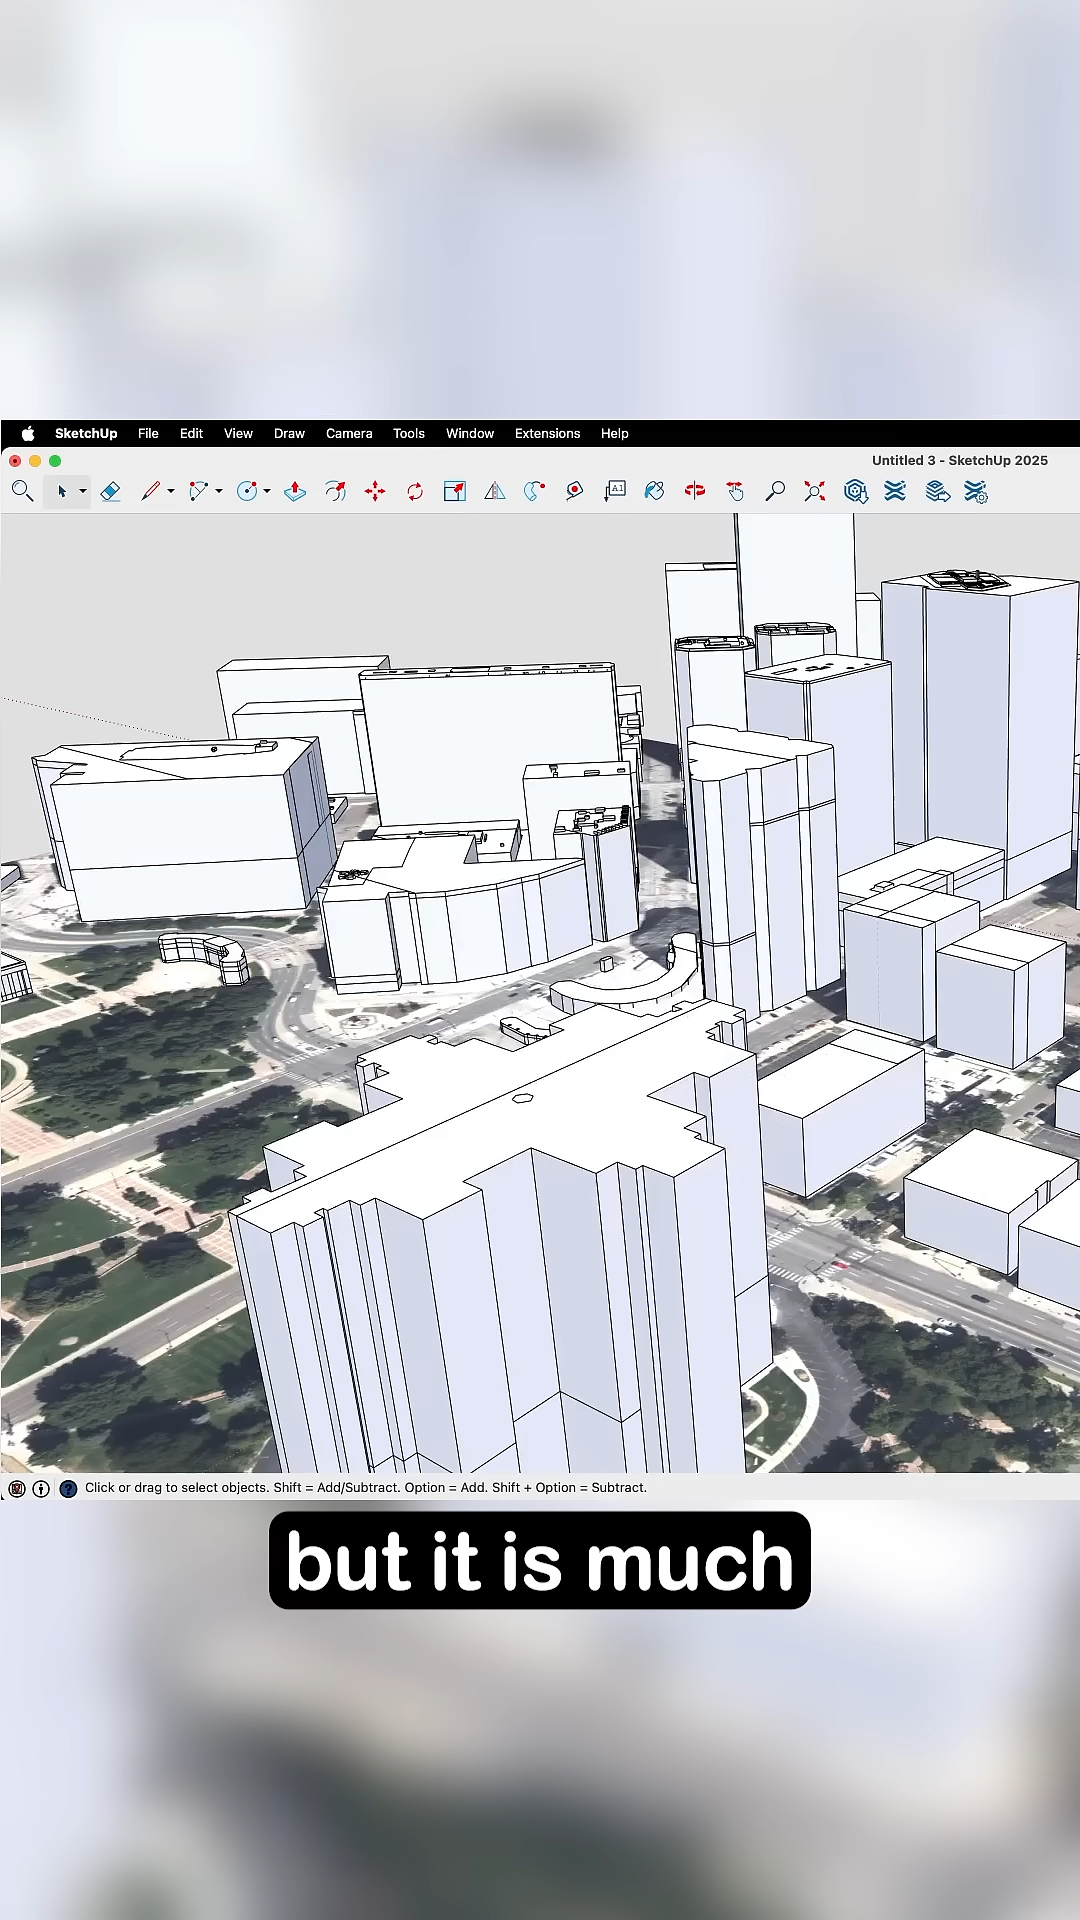 SketchUp File Edit View Draw Camera Tools Window Extensions Help
Untitled 3 - SketchUp 2025
A1
Click or drag to select objects. Shift = Add/Subtract. Option = Add. Shift + Option = Subtract.
but it is much